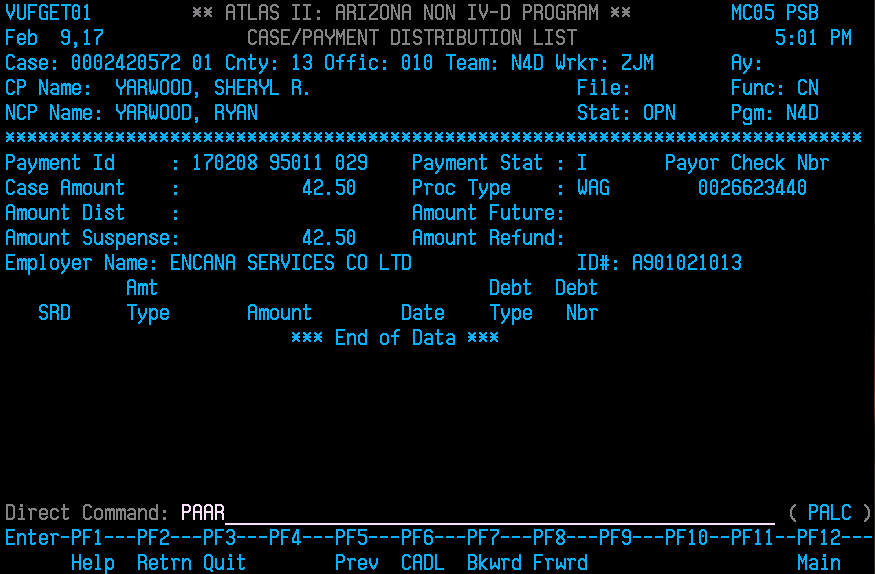 VUFGET01 ** ATLAS II: ARIZONA NON IV-D PROGRAM ** MC05 PSB
Feb 9,17 CASE/PAYMENT DISTRIBUTION LIST 5:01 PM
Case: 0002420572 01 Cnty: 13 Offic: 010 Team: N4D Wrkr: ZJM Ay:
CP Name: YARWOOD, SHERYL R. File: Func: CN
NCP Name: YARWOOD, RYAN Stat: OPN Pgm: N4D
******************************************************************************
Payment Id : 170208 95011 029 Payment Stat : I Payor Check Nbr
Case Amount : 42.50 Proc Type : WAG 0026623440
Amount Dist : Amount Future:
Amount Suspense: 42.50 Amount Refund:
Employer Name: ENCANA SERVICES CO LTD ID#: A901021013
Amt Debt Debt
SRD Type Amount Date Type Nbr
*** End of Data ***
Direct Command: PAAR ( PALC )
Enter-PF1---PF2---PF3---PF4---PF5---PF6---PF7---PF8---PF9---PF10--PF11--PF12---
Help Retrn Quit Prev CADL Bkwrd Frwrd Main